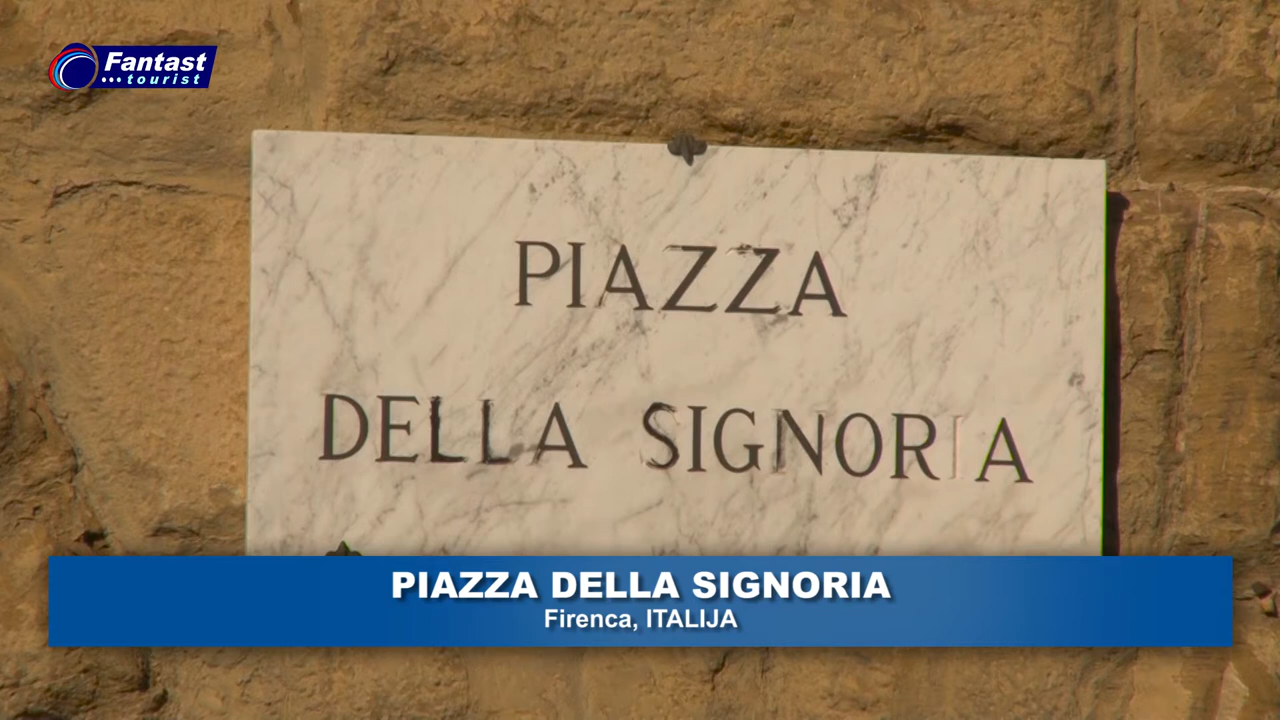 Fantast
...tourist
PIAZZA
DELLA SIGNORIA
PIAZZA DELLA SIGNORIA
Firenca, ITALIJA